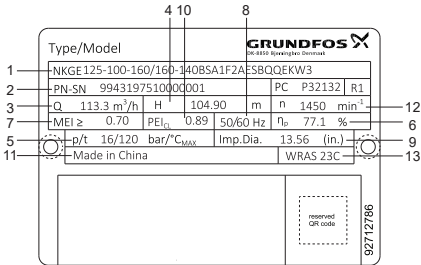 4 10 8
Type/Model GRUNDFOS
DK-8850 Bjerringbro Denmark
1 NKGE125-100-160/160-140BSA1F2AESBQQEKW3
2 PN-SN 9943197510000001 PC P32132 R1
3 Q 113.3 m³/h H 104.90 m n 1450 min⁻¹ 12
7 MEI ≥ 0.70 PEICL 0.89 50/60 Hz ηP 77.1 % 6
5 p/t 16/120 bar/°CMAX Imp.Dia. 13.56 (in.) 9
11 Made in China WRAS 23C 13
reserved
QR code
92712786